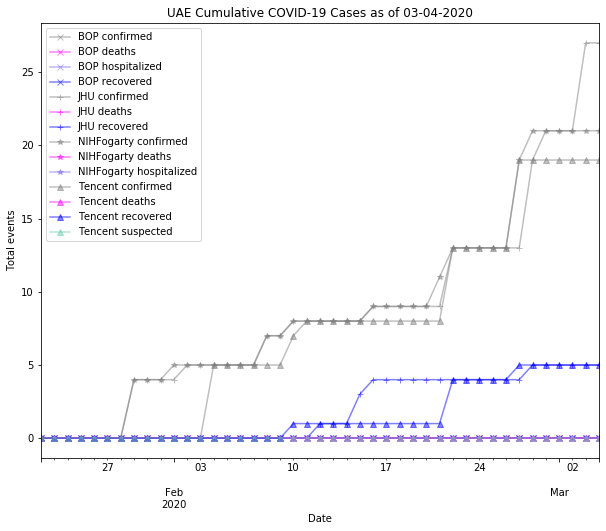 UAE Cumulative COVID-19 Cases as of 03-04-2020
BOP confirmed
BOP deaths
BOP hospitalized
BOP recovered
JHU confirmed
JHU deaths
JHU recovered
NIHFogarty confirmed
NIHFogarty deaths
NIHFogarty hospitalized
Tencent confirmed
Tencent deaths
Tencent recovered
Tencent suspected
Total events
25
20
15
10
5
0
27 03 10 17 24 02
Feb Mar
2020
Date